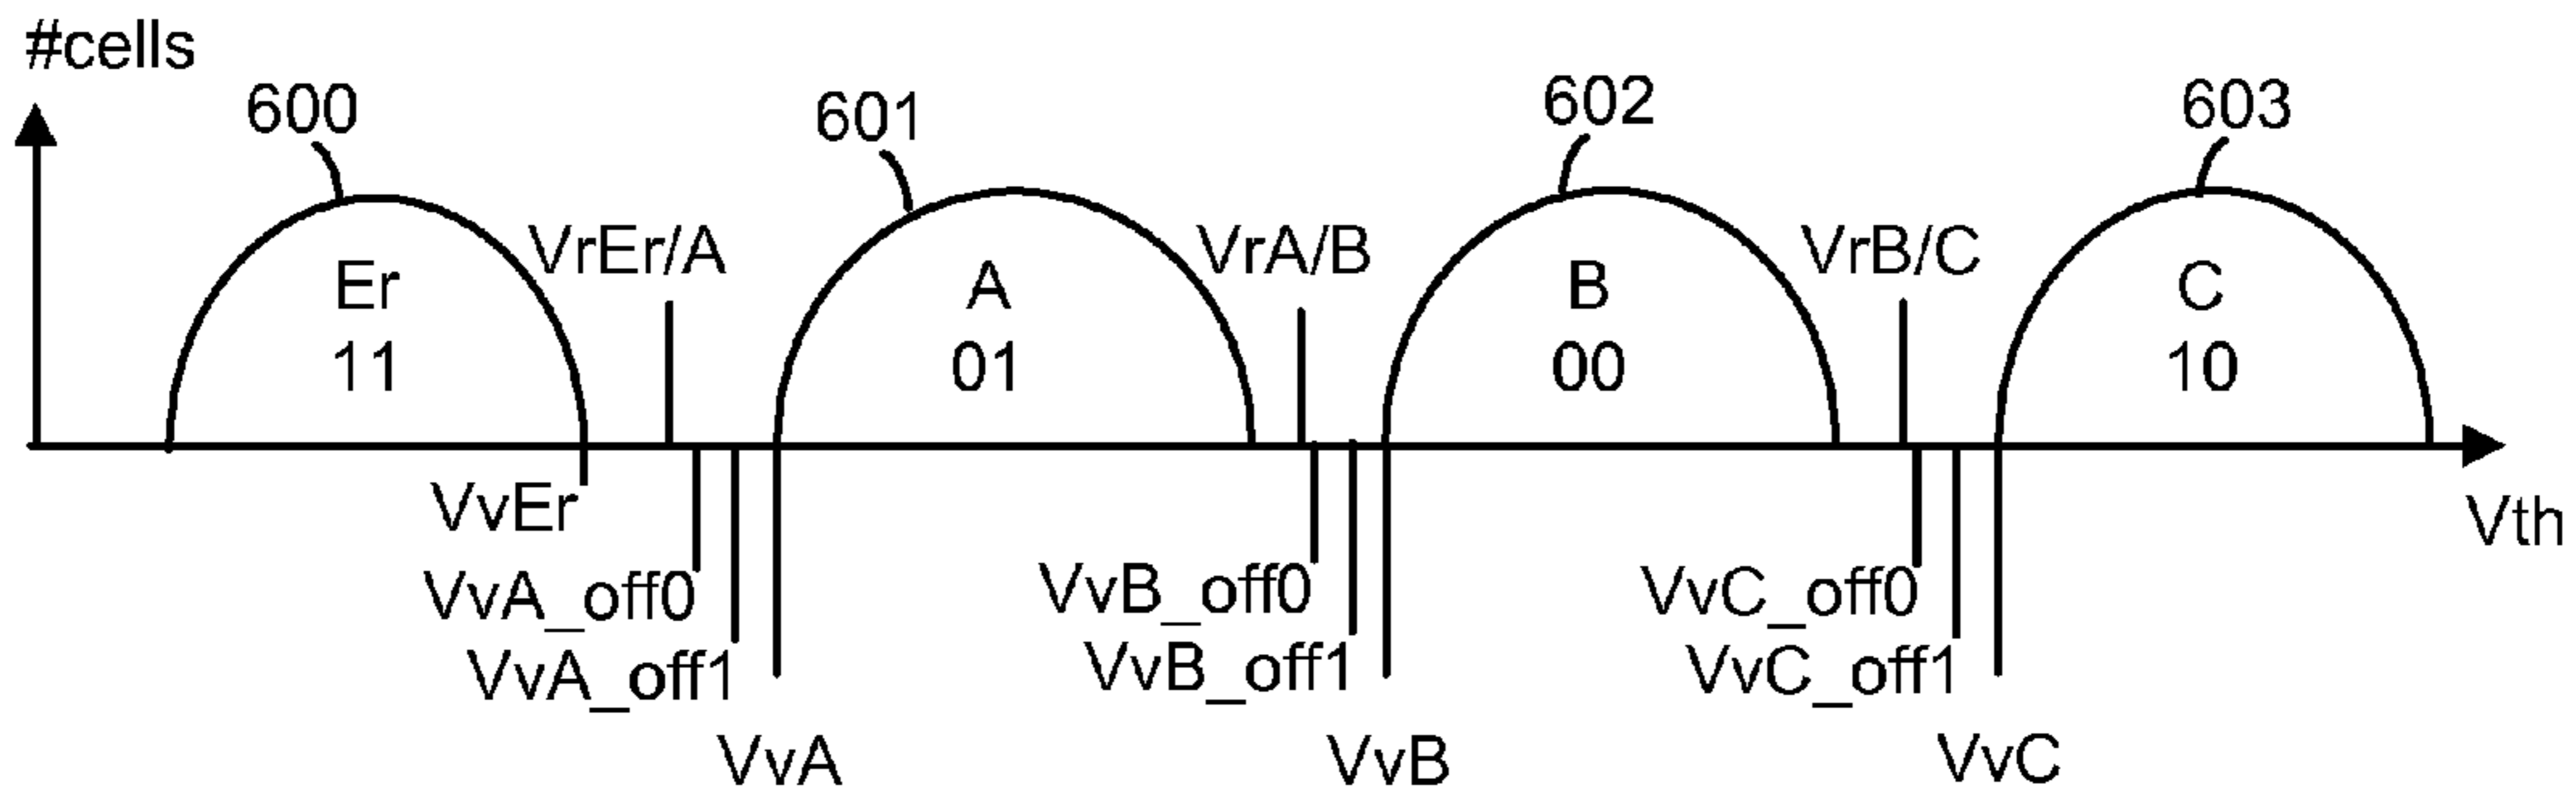 #cells
600
601
602
603
VrEr/A
VrA/B
VrB/C
Er
11
A
01
B
00
C
10
VvEr
Vth
VvA_off0
VvB_off0
VvC_off0
VvA_off1
VvB_off1
VvC_off1
VvA
VvB
VvC